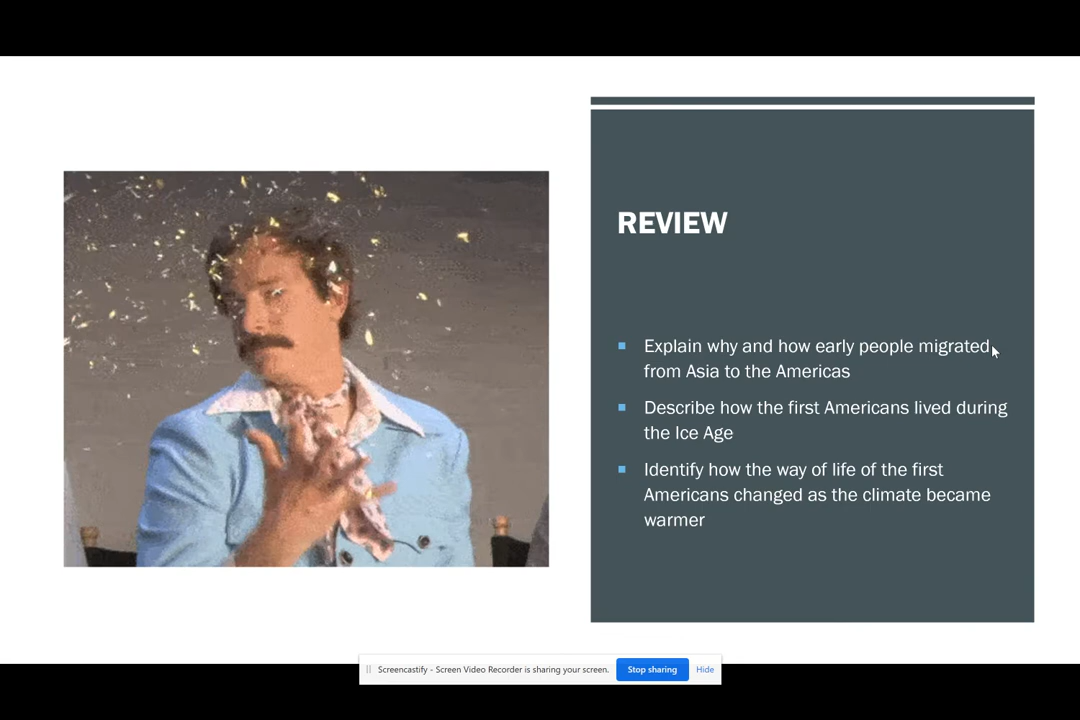 REVIEW
Explain why and how early people migrated
from Asia to the Americas
Describe how the first Americans lived during
the Ice Age
Identify how the way of life of the first
Americans changed as the climate became
warmer
Screencastify - Screen Video Recorder is sharing your screen. Stop sharing Hide